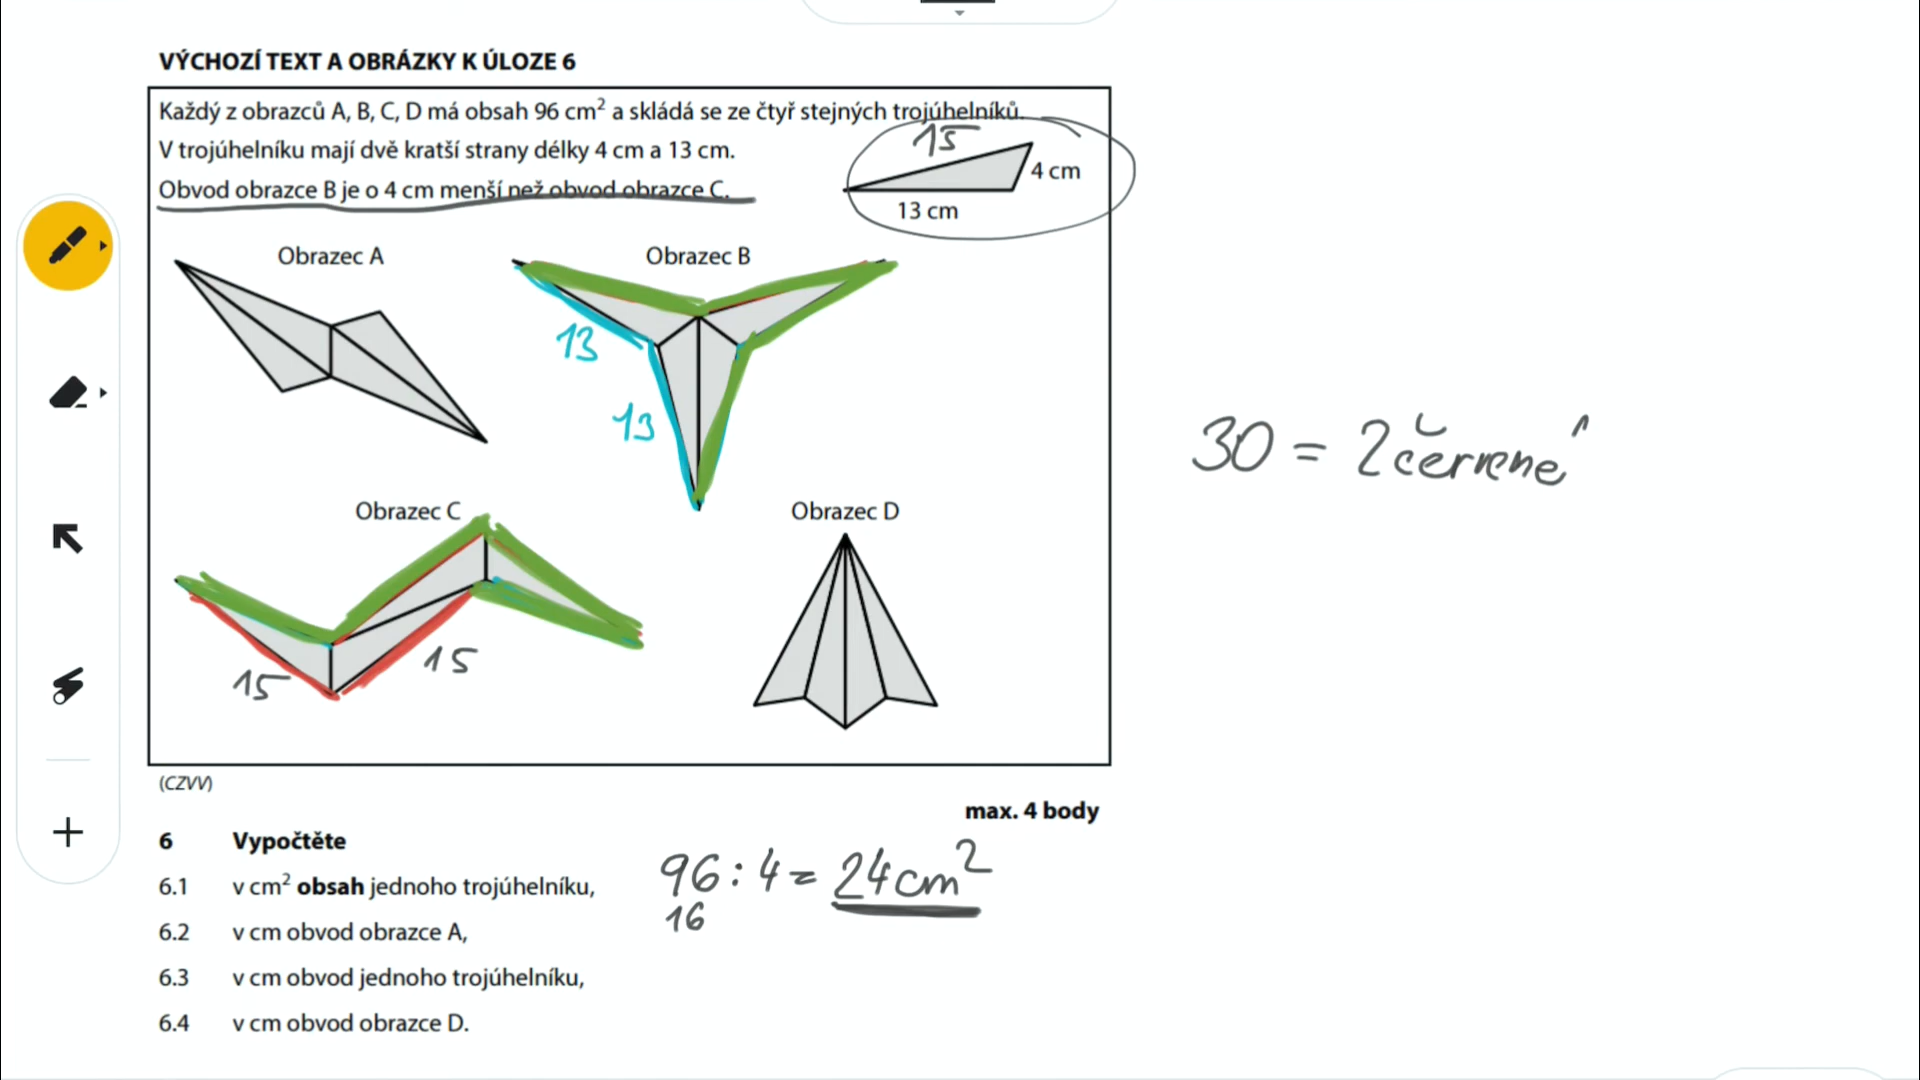 VÝCHOZÍ TEXT A OBRÁZKY K ÚLOZE 6
Každý z obrazců A, B, C, D má obsah 96 cm² a skládá se ze čtyř stejných trojúhelníků.
V trojúhelníku mají dvě kratší strany délky 4 cm a 13 cm.
Obvod obrazce B je o 4 cm menší než obvod obrazce C.
15
4 cm
13 cm
Obrazec A
Obrazec B
13
13
30 = 2 červené
Obrazec C
Obrazec D
15
15
(CZVV)
max. 4 body
6 Vypočtěte
6.1 v cm² obsah jednoho trojúhelníku,
96 : 4 = 24 cm²
16
6.2 v cm obvod obrazce A,
6.3 v cm obvod jednoho trojúhelníku,
6.4 v cm obvod obrazce D.